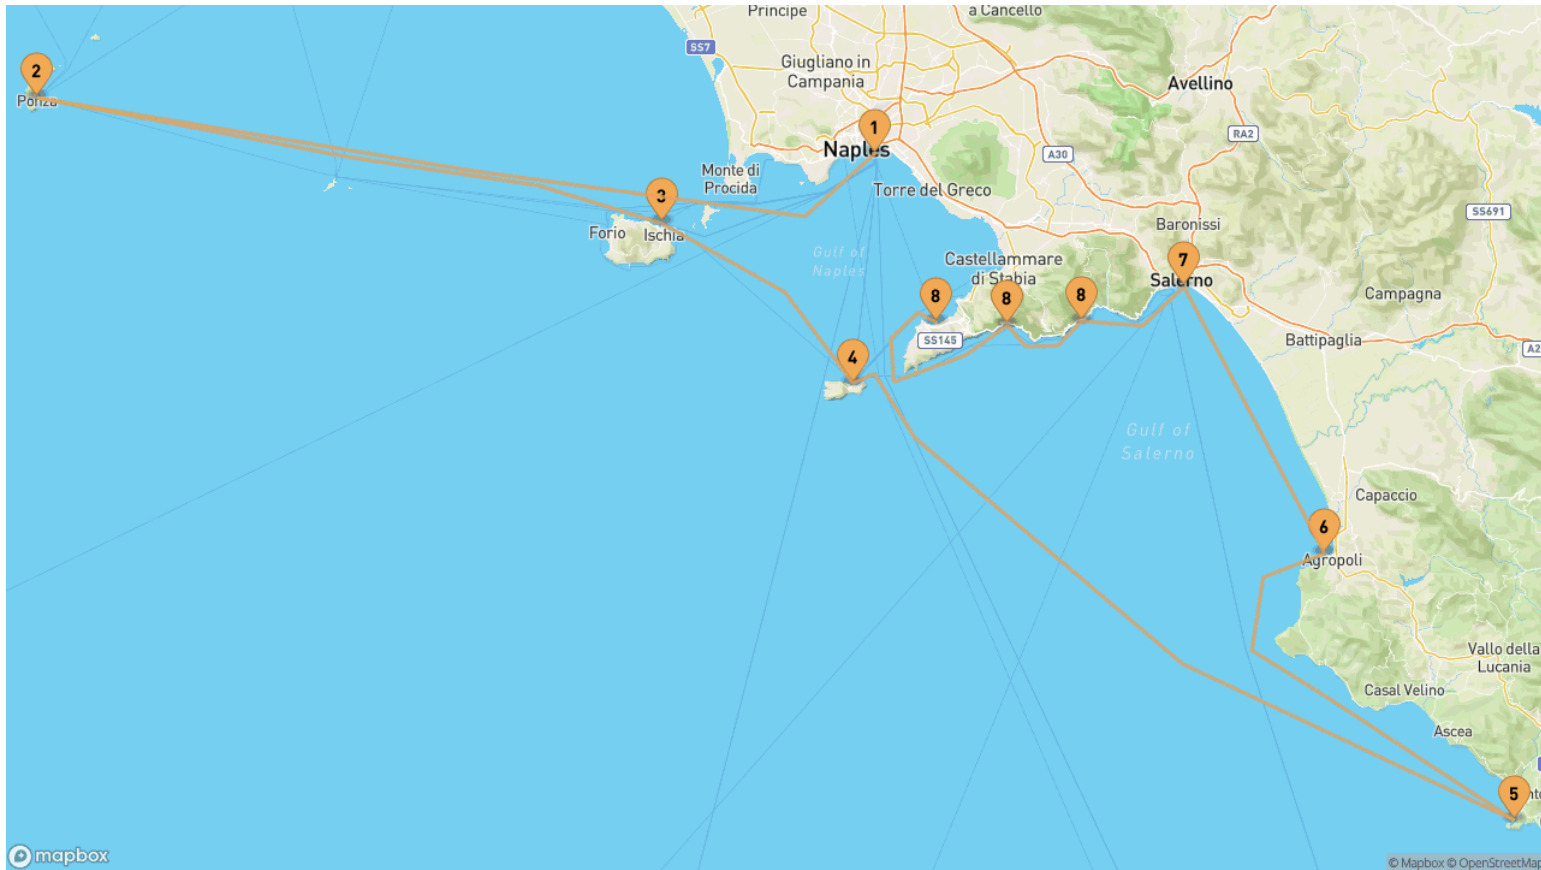 Principe
a Cancello
SS7
2
Ponza
Giugliano in
Campania
Avellino
1
Naples
RA2
A30
Monte di
Procida
Torre del Greco
3
SS691
Forio
Ischia
Baronissi
Gulf of
Naples
Castellammare
di Stabia
7
Salerno
8
8
8
Campagna
SS145
Battipaglia
A2
4
Gulf of
Salerno
Capaccio
6
Agropoli
Vallo della
Lucania
Casal Velino
Ascea
5
mapbox
© Mapbox © OpenStreetMap